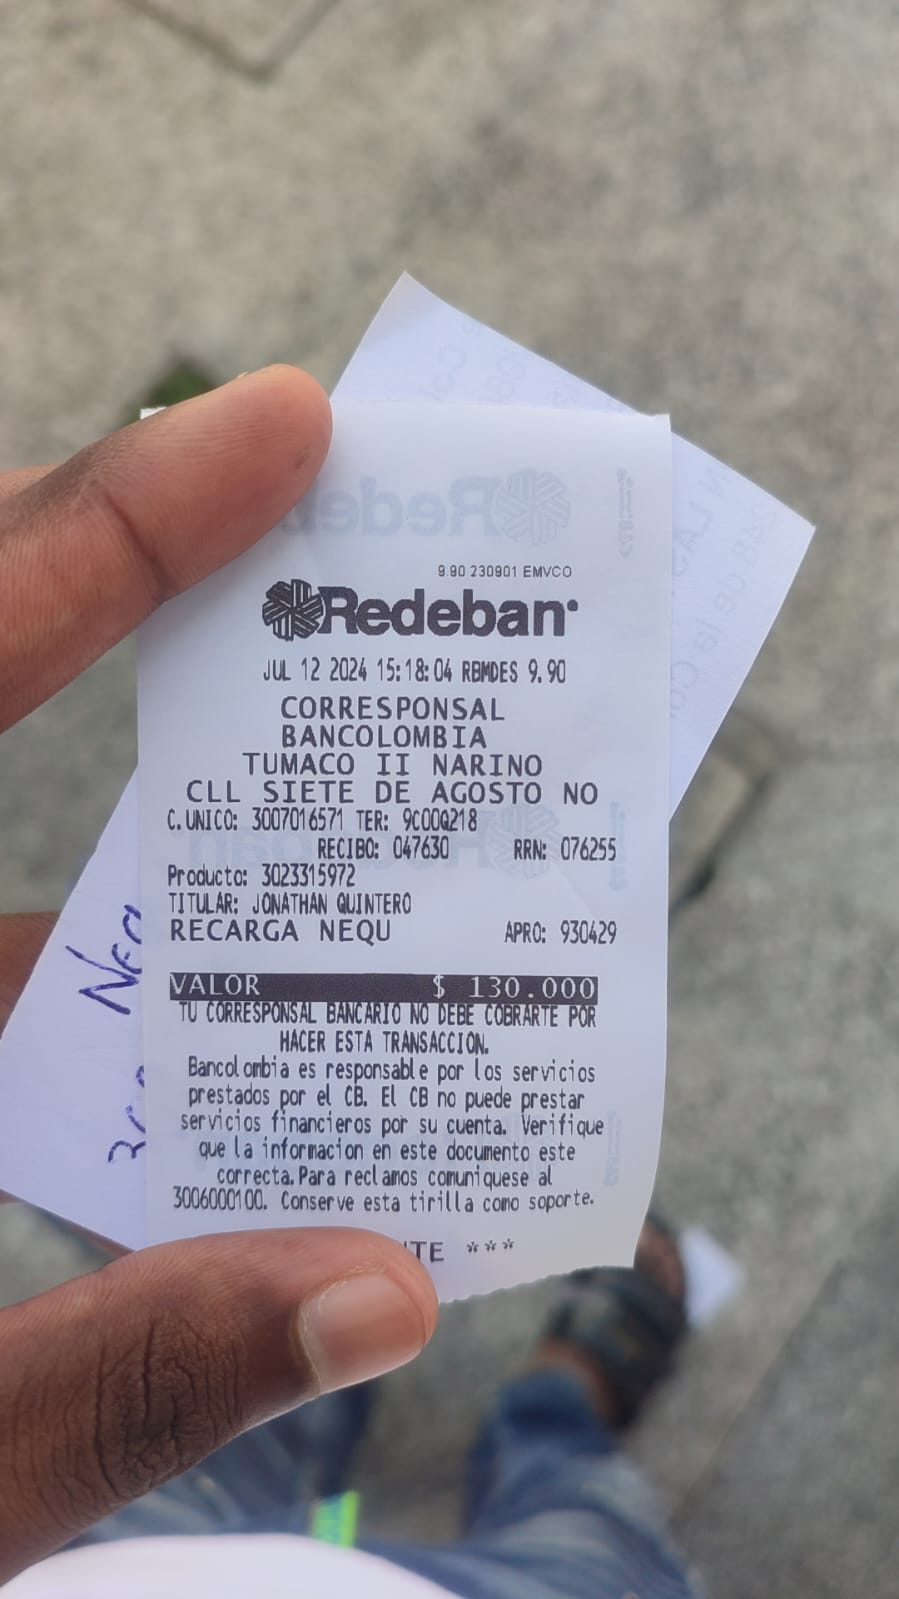 9.90 230901 EMVCO
Redeban
JUL 12 2024 15:18:04 RBMDES 9.90
CORRESPONSAL
BANCOLOMBIA
TUMACO II NARINO
CLL SIETE DE AGOSTO NO
C.UNICO: 3007016571 TER: 9C00Q218
RECIBO: 047630 RRN: 076255
Producto: 3023315972
TITULAR: JONATHAN QUINTERO
RECARGA NEQU APRO: 930429
VALOR $ 130.000
TU CORRESPONSAL BANCARIO NO DEBE COBRARTE POR
HACER ESTA TRANSACCION.
Bancolombia es responsable por los servicios
prestados por el CB. El CB no puede prestar
servicios financieros por su cuenta. Verifique
que la informacion en este documento este
correcta.Para reclamos comuniquese al
3006000100. Conserve esta tirilla como soporte.
TE ***